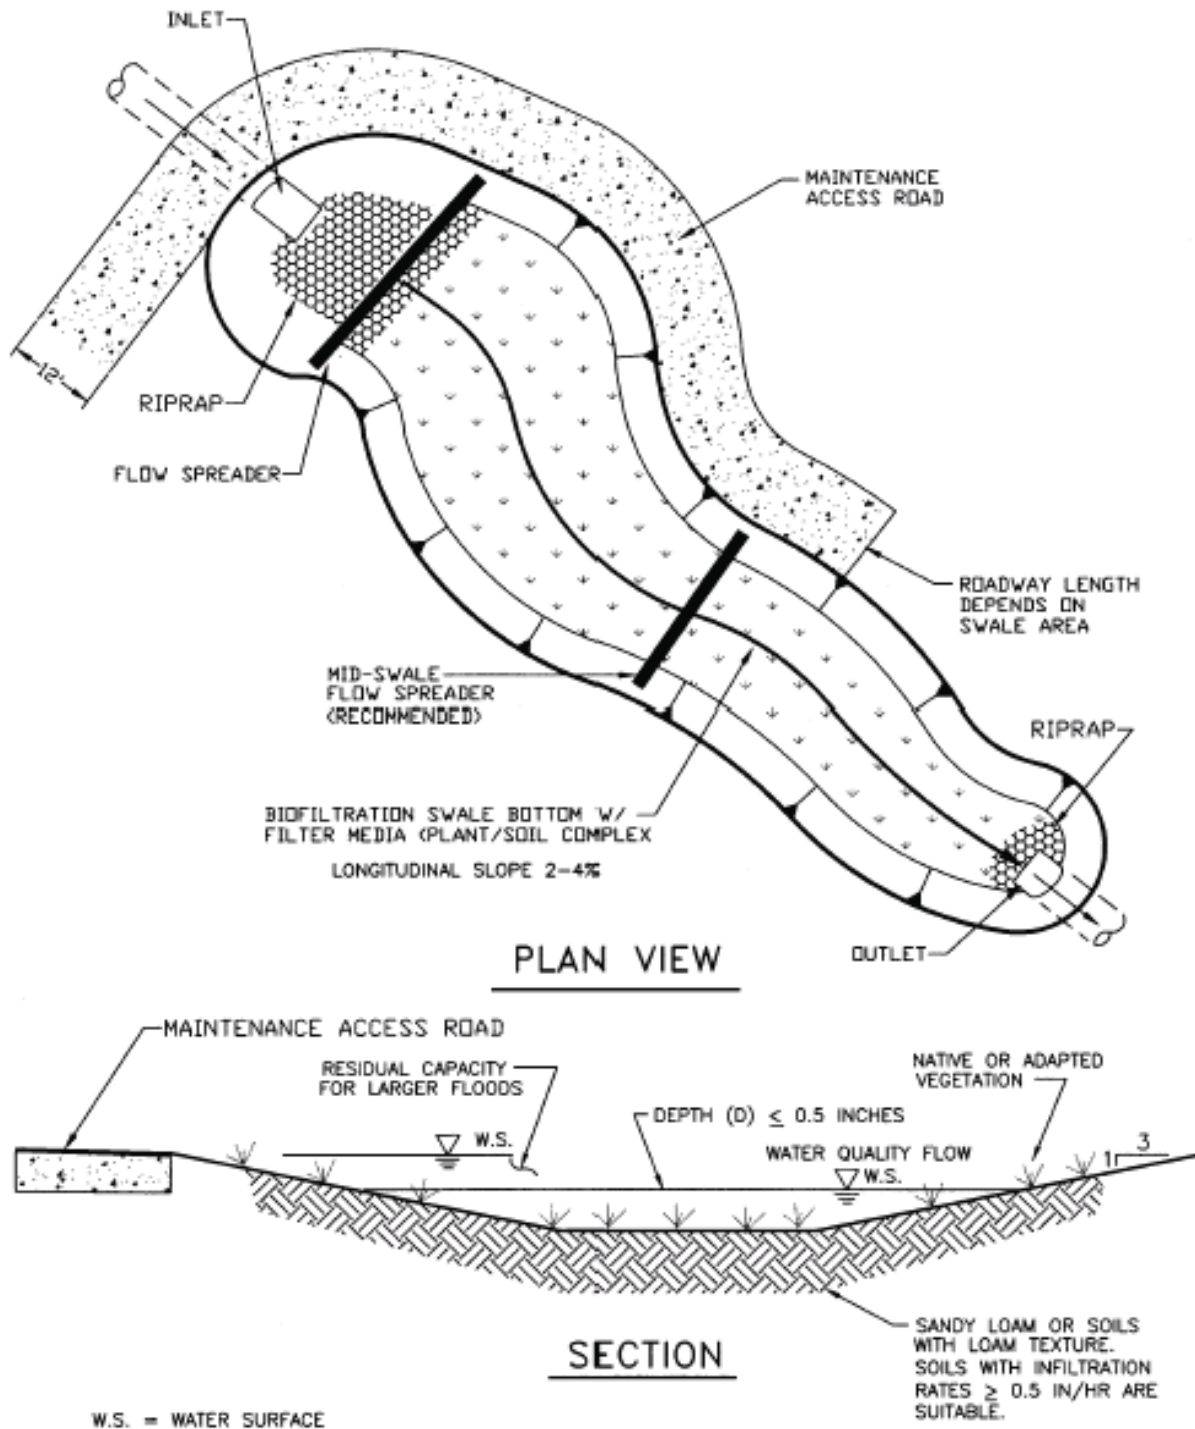 INLET
MAINTENANCE
ACCESS ROAD
12'
RIPRAP
FLOW SPREADER
ROADWAY LENGTH
DEPENDS ON
SWALE AREA
MID-SWALE
FLOW SPREADER
(RECOMMENDED)
RIPRAP
BIOFILTRATION SWALE BOTTOM W/
FILTER MEDIA (PLANT/SOIL COMPLEX
LONGITUDINAL SLOPE 2-4%
OUTLET
PLAN VIEW
MAINTENANCE ACCESS ROAD
RESIDUAL CAPACITY
FOR LARGER FLOODS
NATIVE OR ADAPTED
VEGETATION
DEPTH (D) ≤ 0.5 INCHES
W.S.
WATER QUALITY FLOW
W.S.
1
3
SANDY LOAM OR SOILS
WITH LOAM TEXTURE.
SOILS WITH INFILTRATION
RATES ≥ 0.5 IN/HR ARE
SUITABLE.
SECTION
W.S. = WATER SURFACE